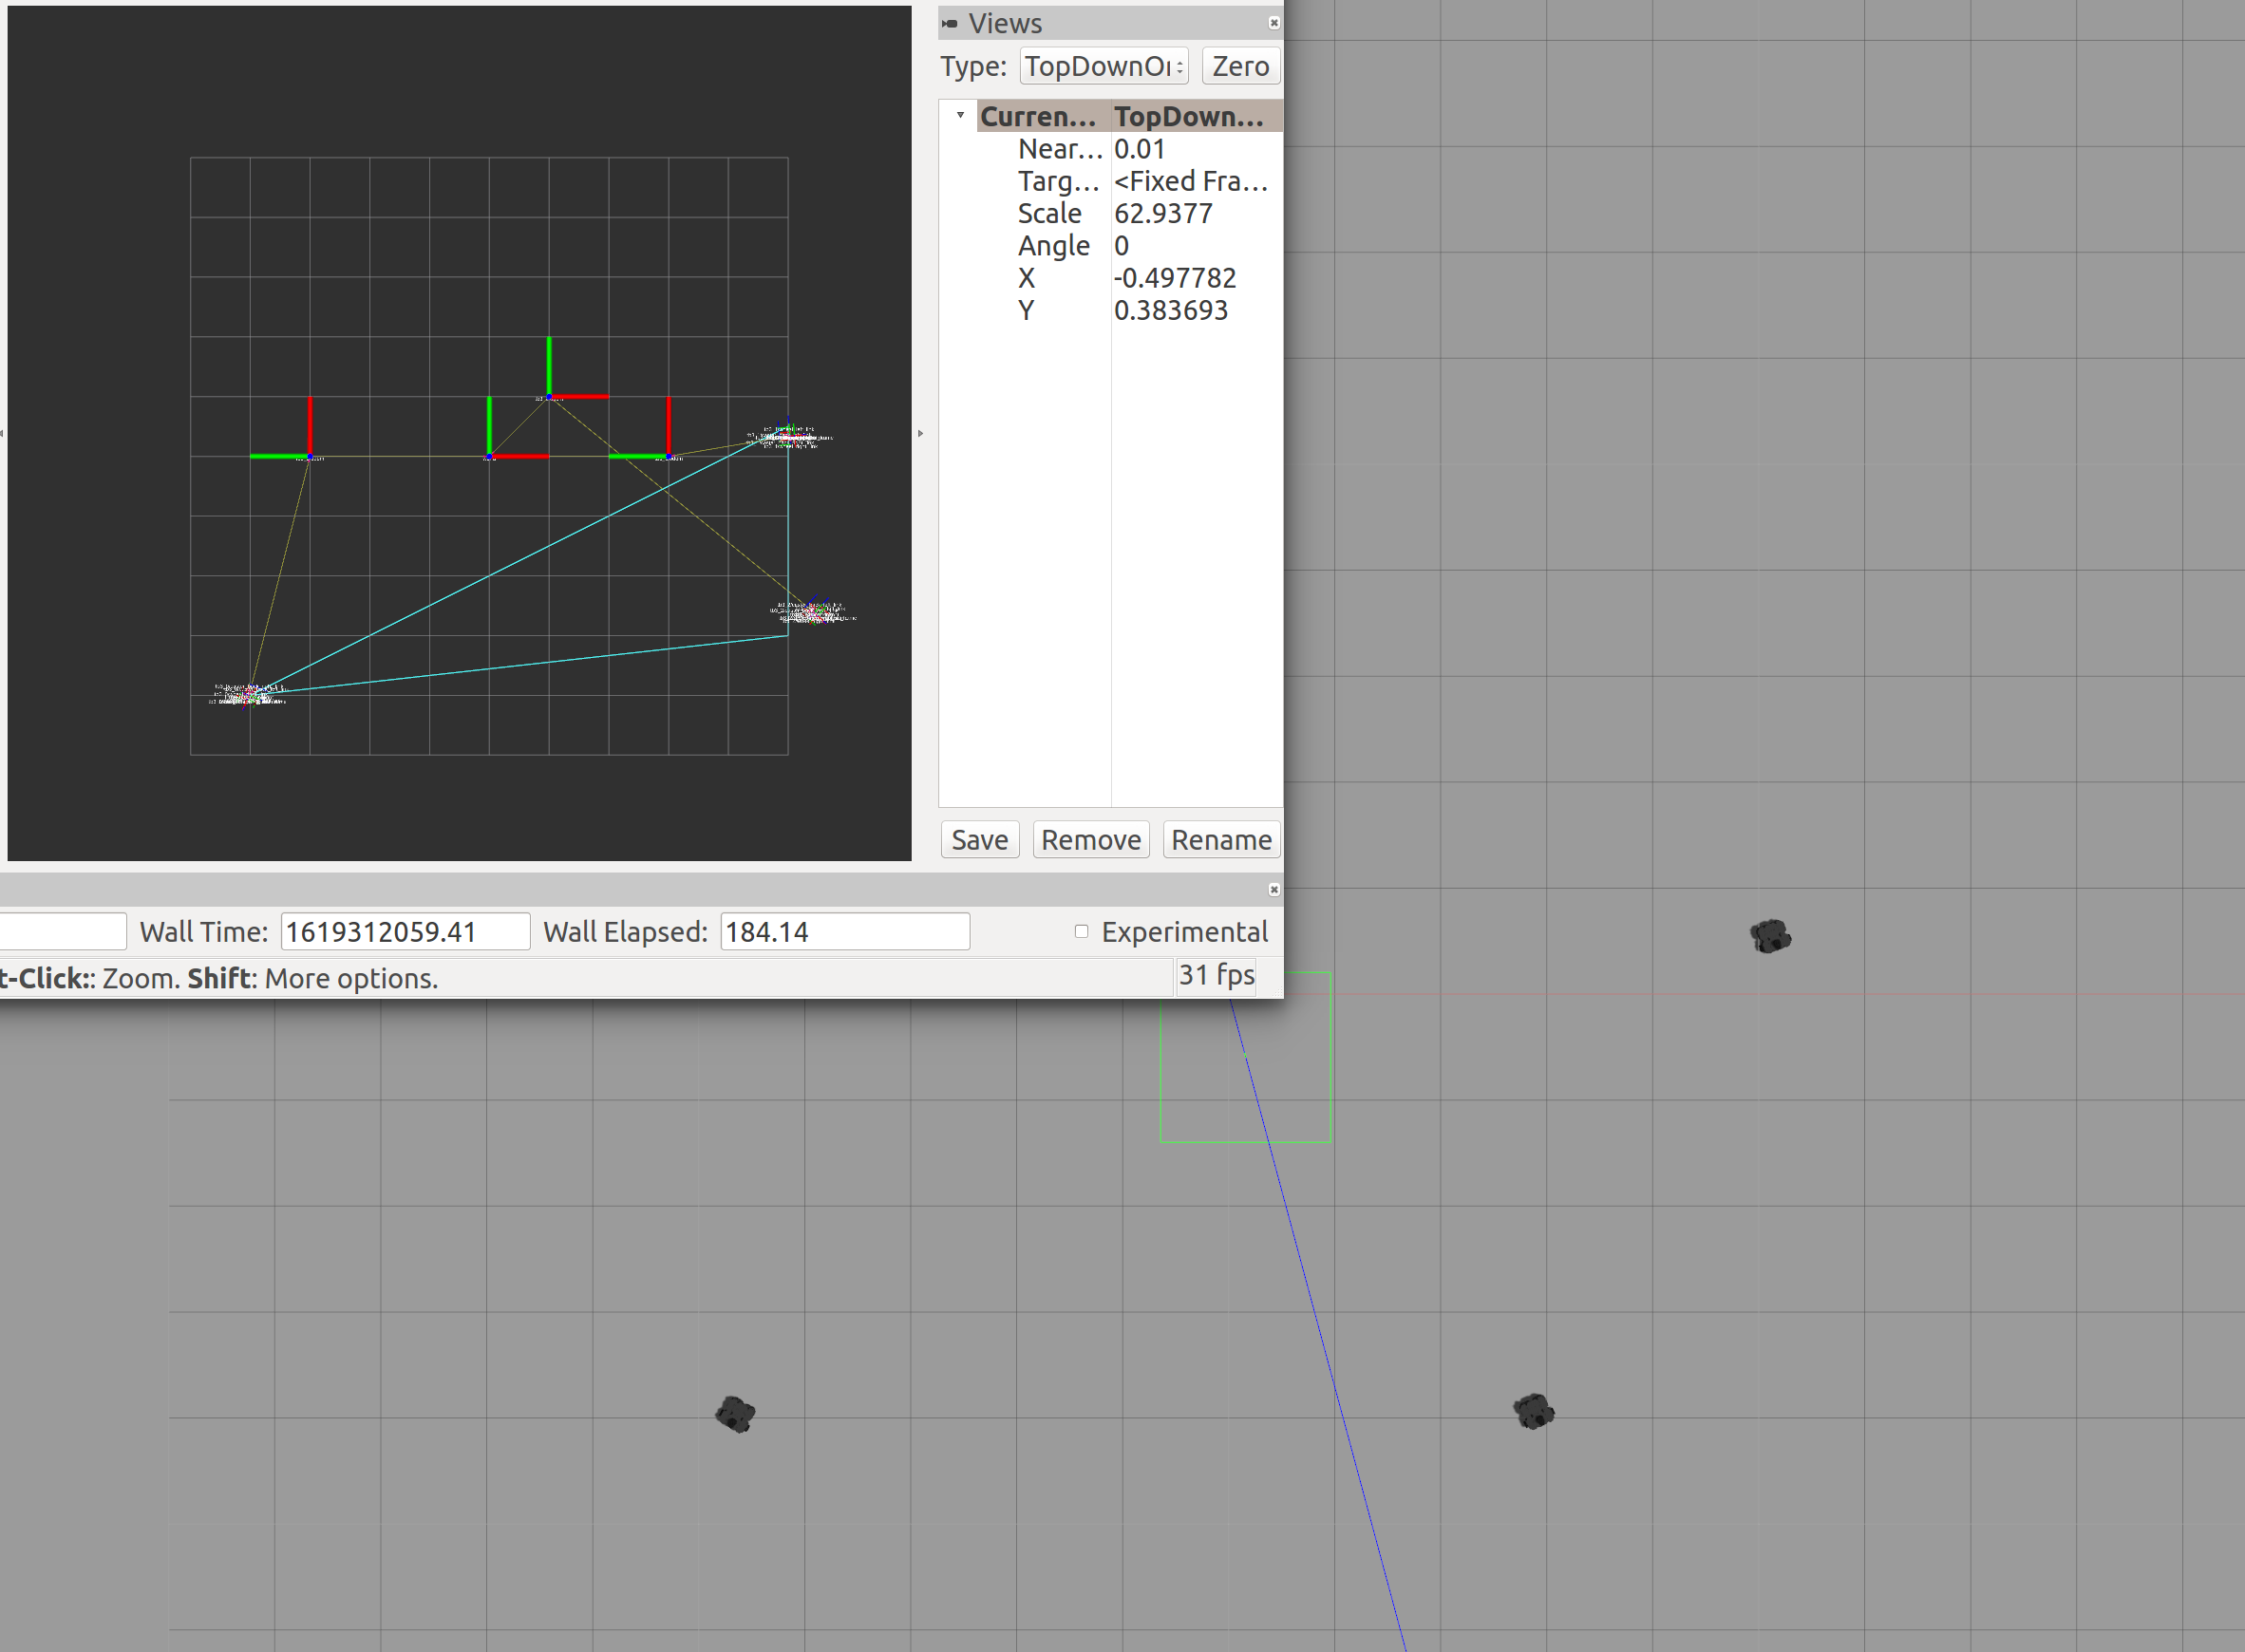 Views
Type: TopDownOr Zero
Curren... TopDown...
Near... 0.01
Targ... <Fixed Fra...
Scale 62.9377
Angle 0
X -0.497782
Y 0.383693
Save Remove Rename
Wall Time: 1619312059.41 Wall Elapsed: 184.14 Experimental
t-Click:: Zoom. Shift: More options. 31 fps